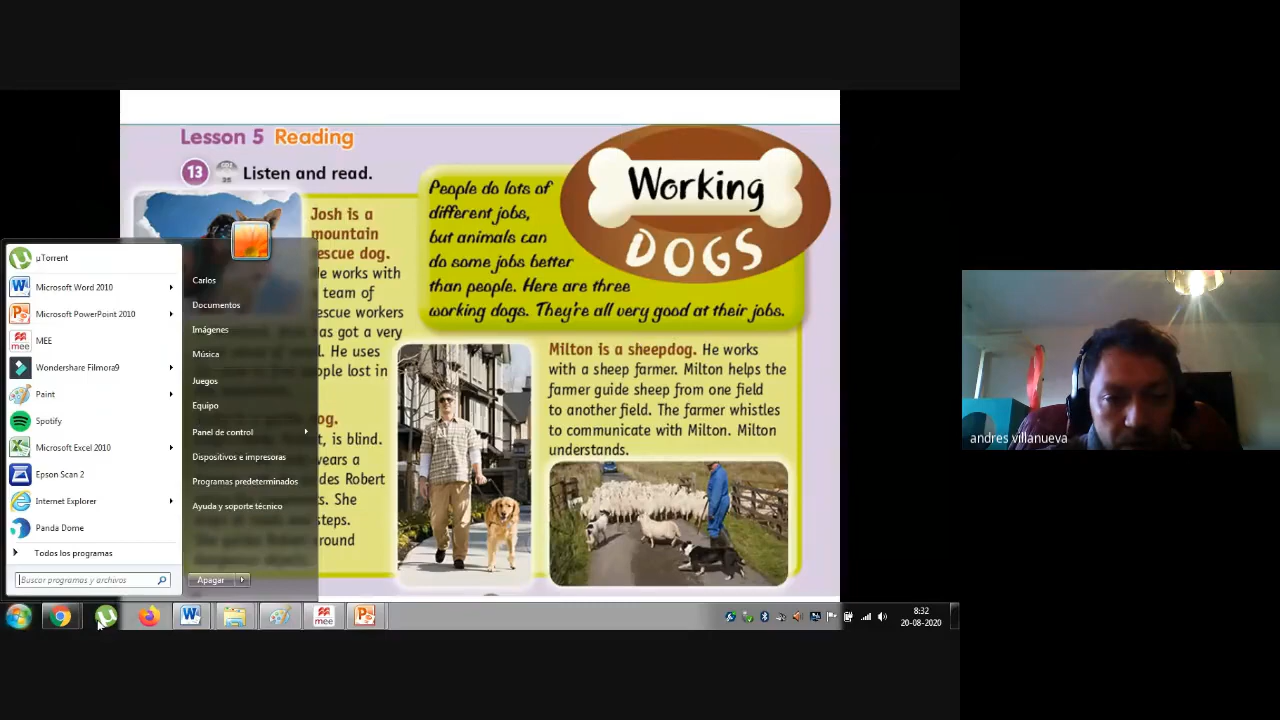 Lesson 5 Reading
13
CD2
35
Listen and read.
Working
DOGS
People do lots of
different jobs,
but animals can
do some jobs better
than people. Here are three
working dogs. They're all very good at their jobs.
Josh is a
mountain
rescue dog.
He works with
team of
rescue workers
has got a very
He uses
people lost in
dog.
is blind.
wears a
Robert
She
steps.
around
Milton is a sheepdog. He works
with a sheep farmer. Milton helps the
farmer guide sheep from one field
to another field. The farmer whistles
to communicate with Milton. Milton
understands.
µTorrent
Microsoft Word 2010
Microsoft PowerPoint 2010
MEE
Wondershare Filmora9
Paint
Spotify
Microsoft Excel 2010
Epson Scan 2
Internet Explorer
Panda Dome
Todos los programas
Buscar programas y archivos
Carlos
Documentos
Imágenes
Música
Juegos
Equipo
Panel de control
Dispositivos e impresoras
Programas predeterminados
Ayuda y soporte técnico
Apagar
mee
8:32
20-08-2020
andres villanueva